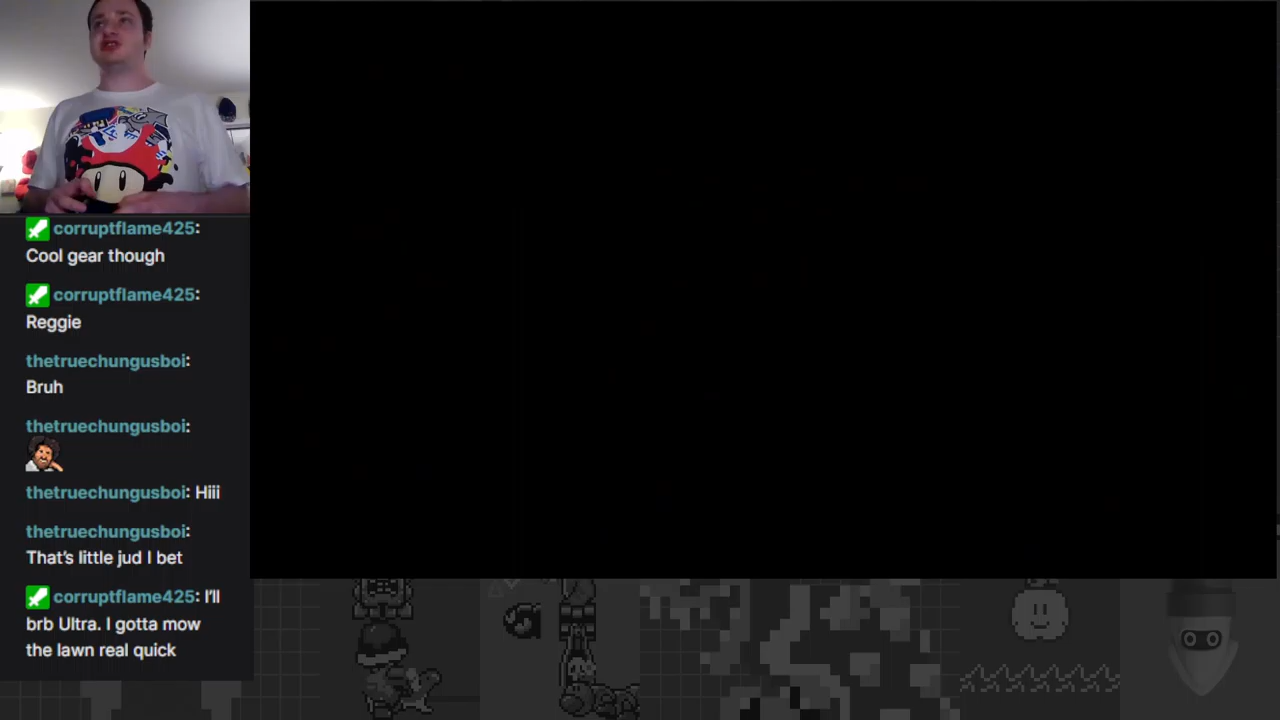 corruptflame425:
Cool gear though
corruptflame425:
Reggie
thetruechungusboi:
Bruh
thetruechungusboi:
thetruechungusboi: Hiii
thetruechungusboi:
That's little jud I bet
corruptflame425: I'll
brb Ultra. I gotta mow
the lawn real quick